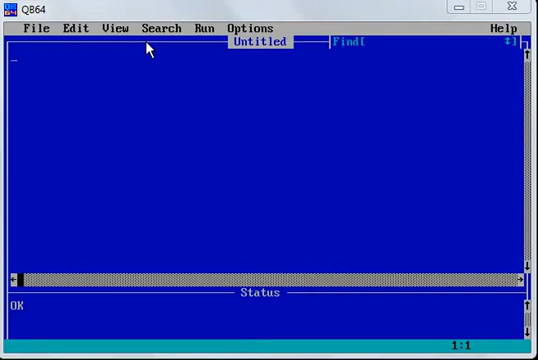 QB64
File Edit View Search Run Options Help
Untitled Find[
Status
OK
1:1